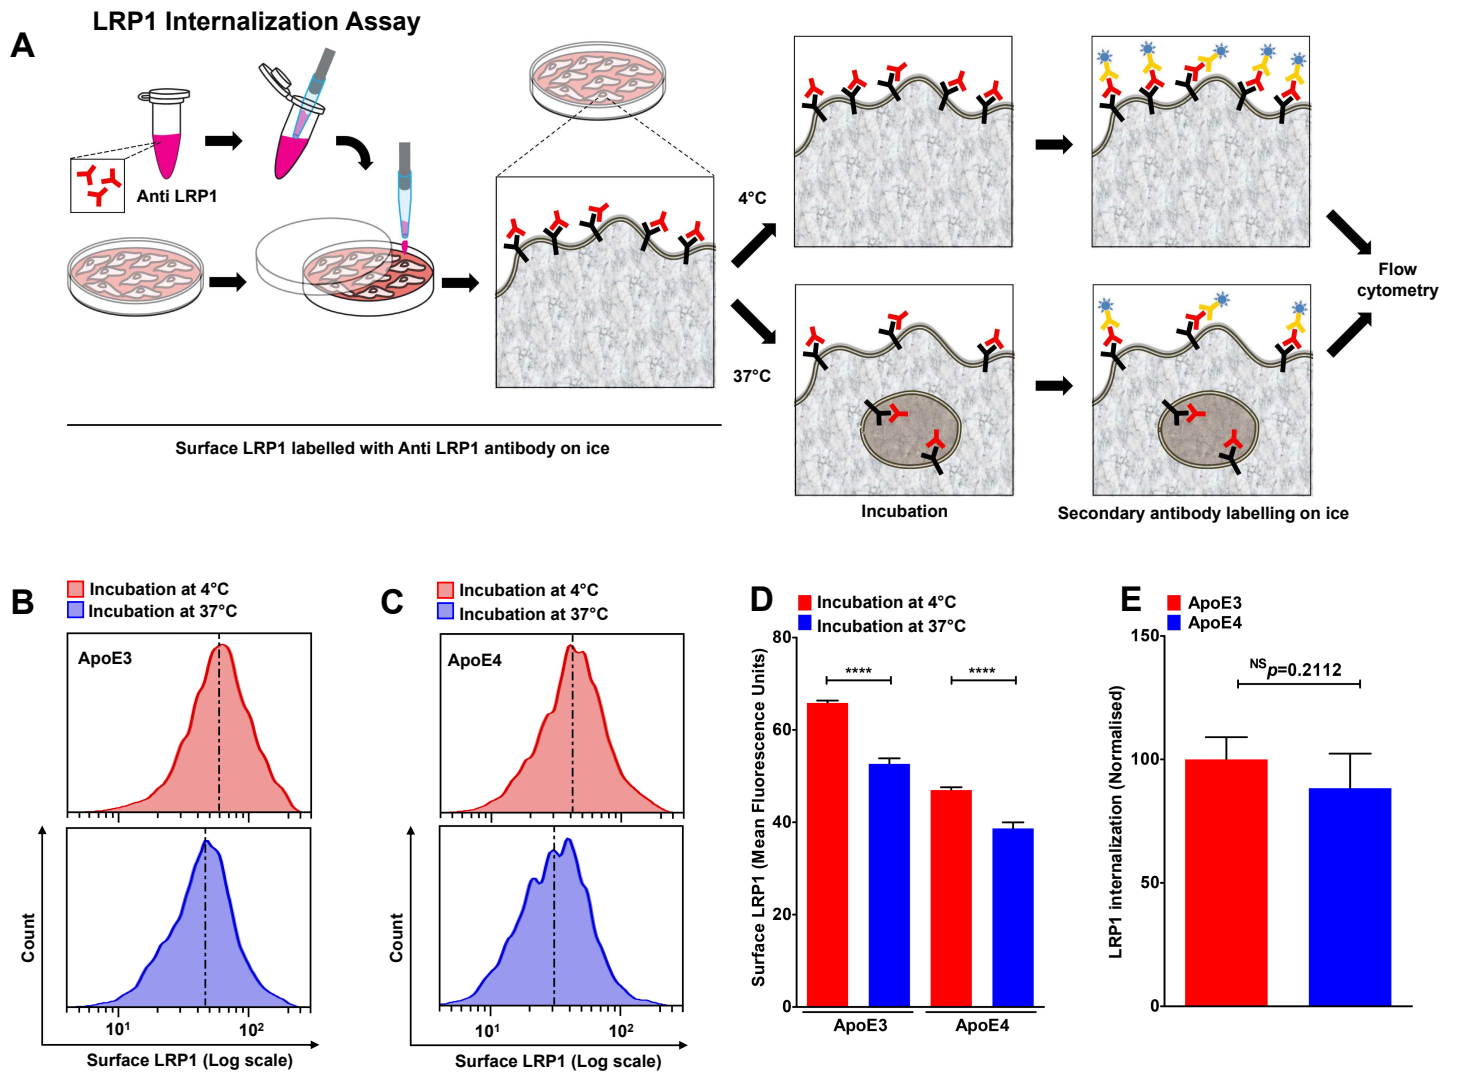 LRP1 Internalization Assay
A
Anti LRP1
4°C
37°C
Flow
cytometry
Surface LRP1 labelled with Anti LRP1 antibody on ice
Incubation
Secondary antibody labelling on ice
B
Incubation at 4°C
Incubation at 37°C
ApoE3
Count
10¹
10²
Surface LRP1 (Log scale)
C
Incubation at 4°C
Incubation at 37°C
ApoE4
Count
10¹
10²
Surface LRP1 (Log scale)
D
Incubation at 4°C
Incubation at 37°C
Surface LRP1 (Mean Fluorescence Units)
80
60
40
20
0
****
****
ApoE3
ApoE4
E
ApoE3
ApoE4
LRP1 internalization (Normalised)
150
100
50
0
NSp=0.2112